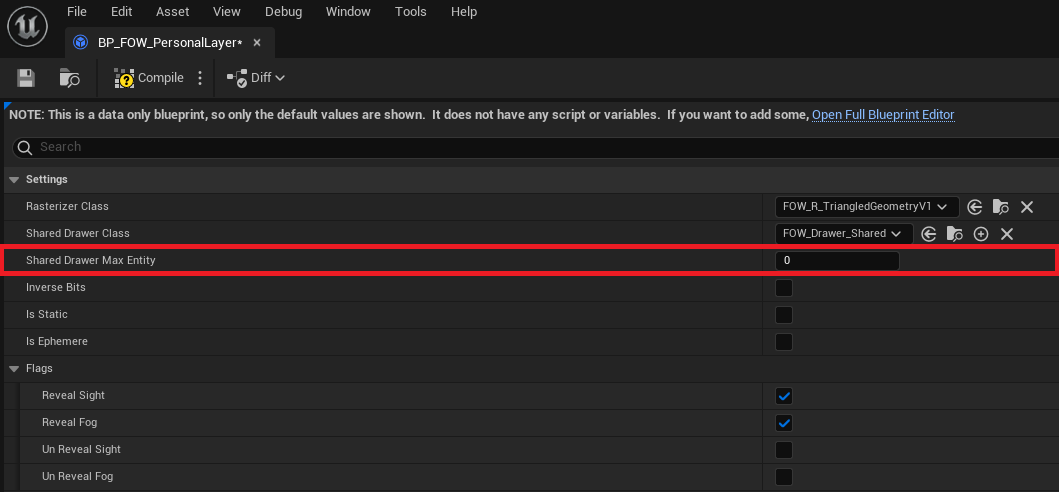 File Edit Asset View Debug Window Tools Help
BP_FOW_PersonalLayer*
Compile Diff
NOTE: This is a data only blueprint, so only the default values are shown.  It does not have any script or variables.  If you want to add some, Open Full Blueprint Editor
Search
Settings
Rasterizer Class FOW_R_TriangledGeometryV1
Shared Drawer Class FOW_Drawer_Shared
Shared Drawer Max Entity 0
Inverse Bits
Is Static
Is Ephemere
Flags
Reveal Sight
Reveal Fog
Un Reveal Sight
Un Reveal Fog